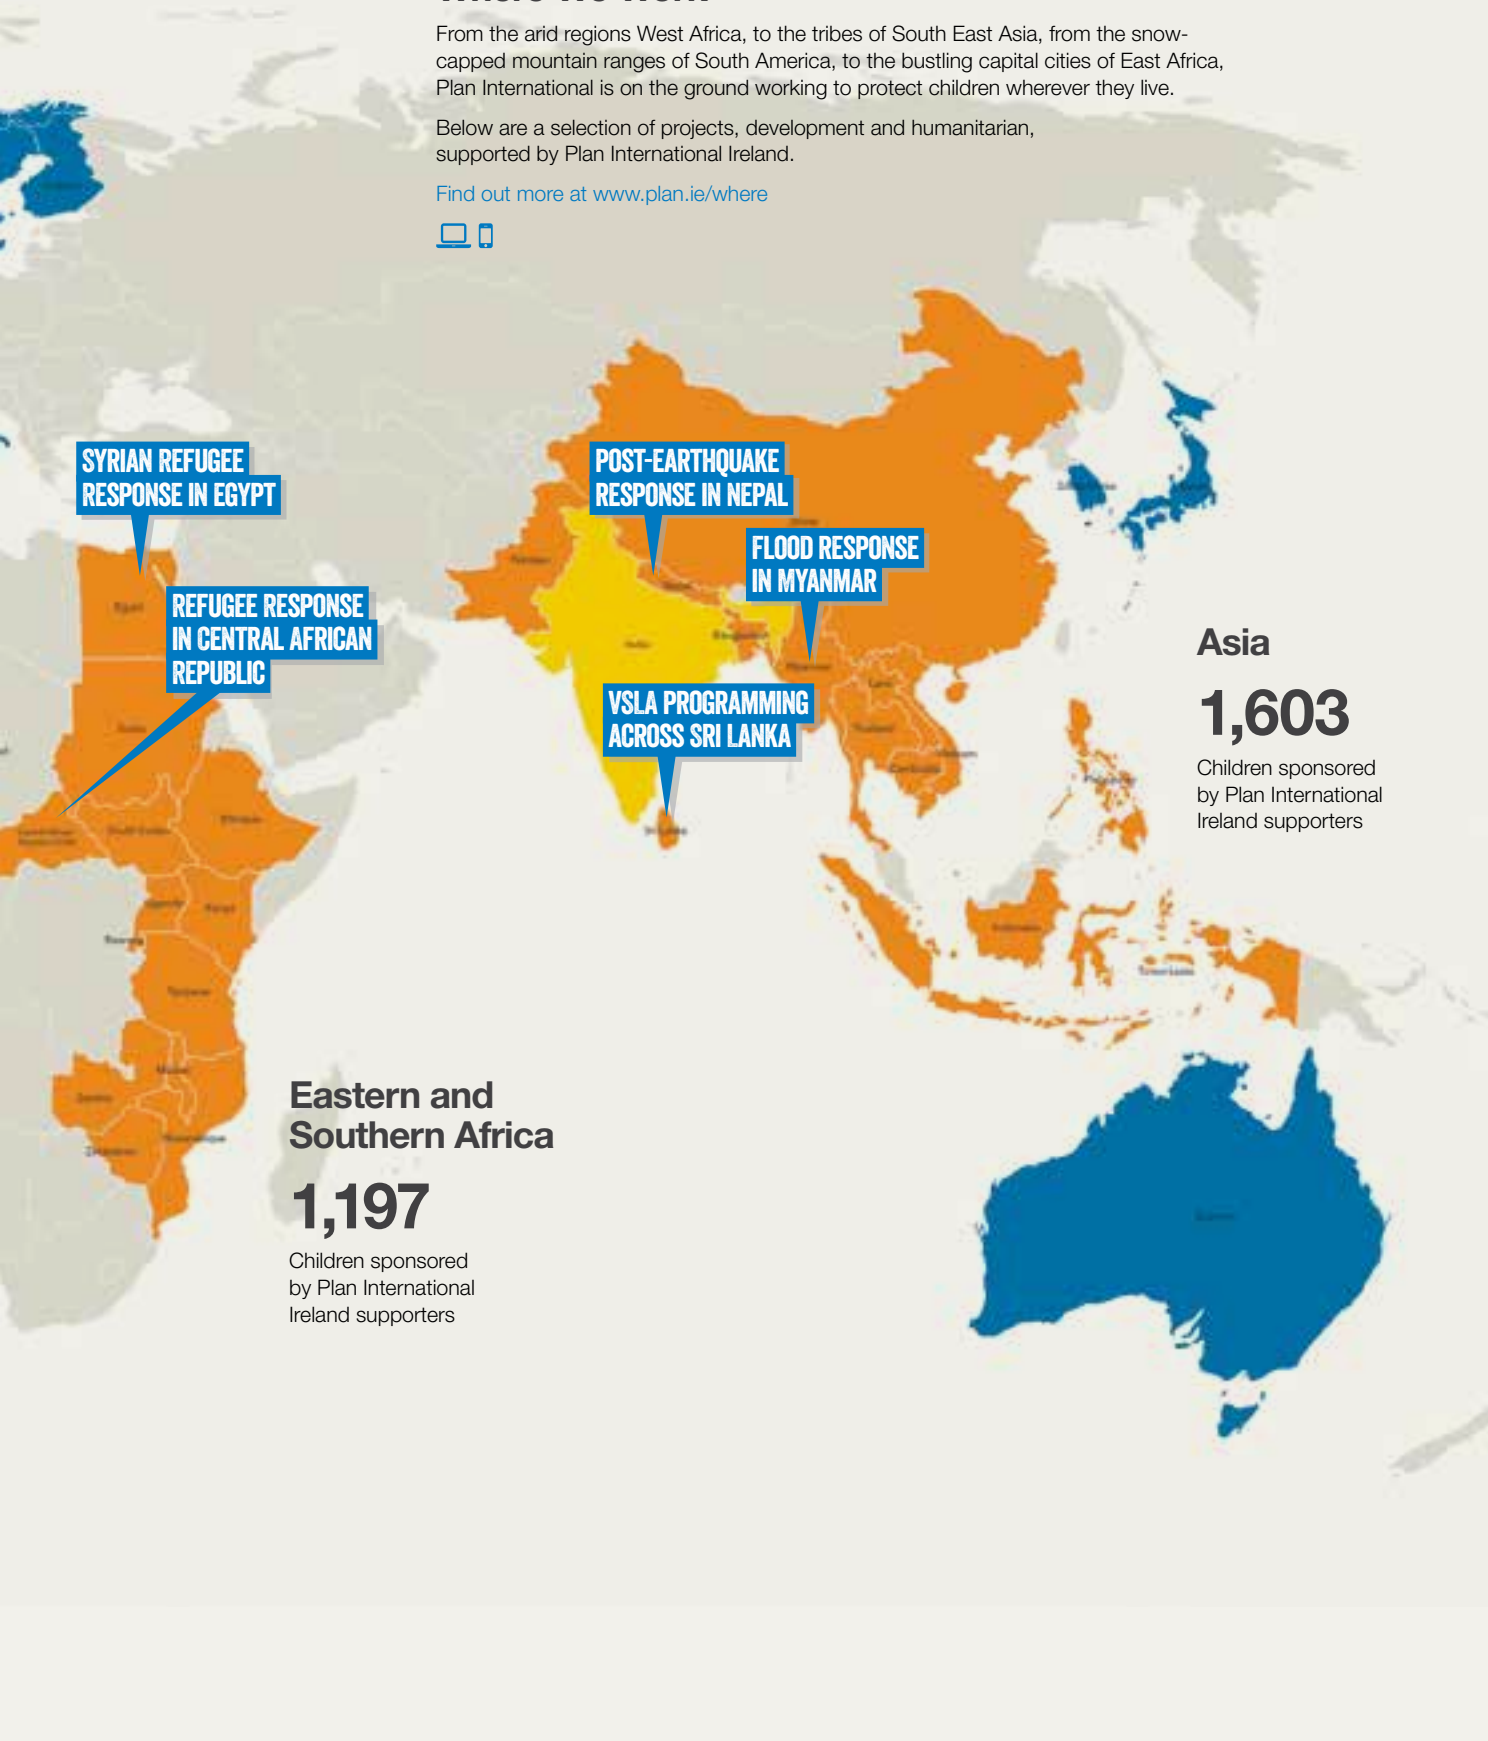 From the arid regions West Africa, to the tribes of South East Asia, from the snow-
capped mountain ranges of South America, to the bustling capital cities of East Africa,
Plan International is on the ground working to protect children wherever they live.
Below are a selection of projects, development and humanitarian,
supported by Plan International Ireland.
Find out more at www.plan.ie/where
SYRIAN REFUGEE
RESPONSE IN EGYPT
POST-EARTHQUAKE
RESPONSE IN NEPAL
FLOOD RESPONSE
IN MYANMAR
REFUGEE RESPONSE
IN CENTRAL AFRICAN
REPUBLIC
VSLA PROGRAMMING
ACROSS SRI LANKA
Asia
1,603
Children sponsored
by Plan International
Ireland supporters
Eastern and
Southern Africa
1,197
Children sponsored
by Plan International
Ireland supporters